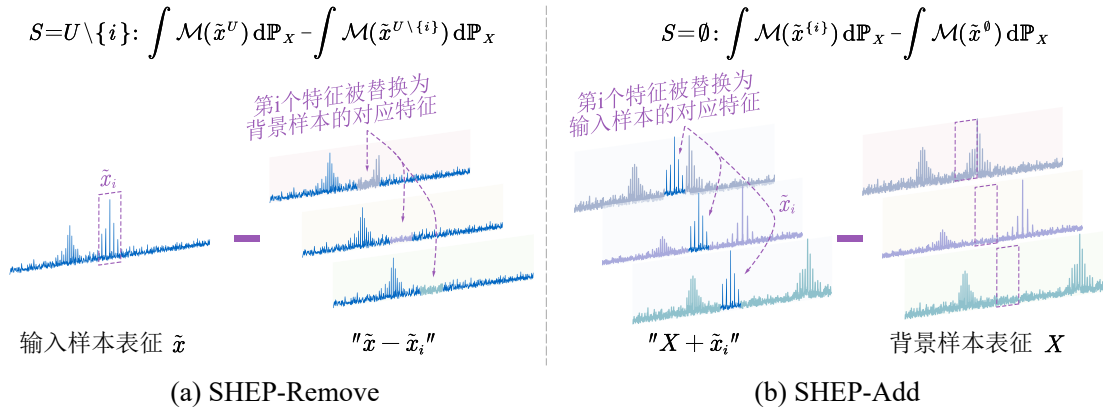 S=U\{i}: ∫ M(x̃^U) dℙ_X − ∫ M(x̃^{U\{i}}) dℙ_X
第i个特征被替换为
背景样本的对应特征
x̃_i
输入样本表征 x̃
"x̃ − x̃_i"
(a) SHEP-Remove
S=∅: ∫ M(x̃^{{i}}) dℙ_X − ∫ M(x̃^∅) dℙ_X
第i个特征被替换为
输入样本的对应特征
x̃_i
"X + x̃_i"
背景样本表征 X
(b) SHEP-Add